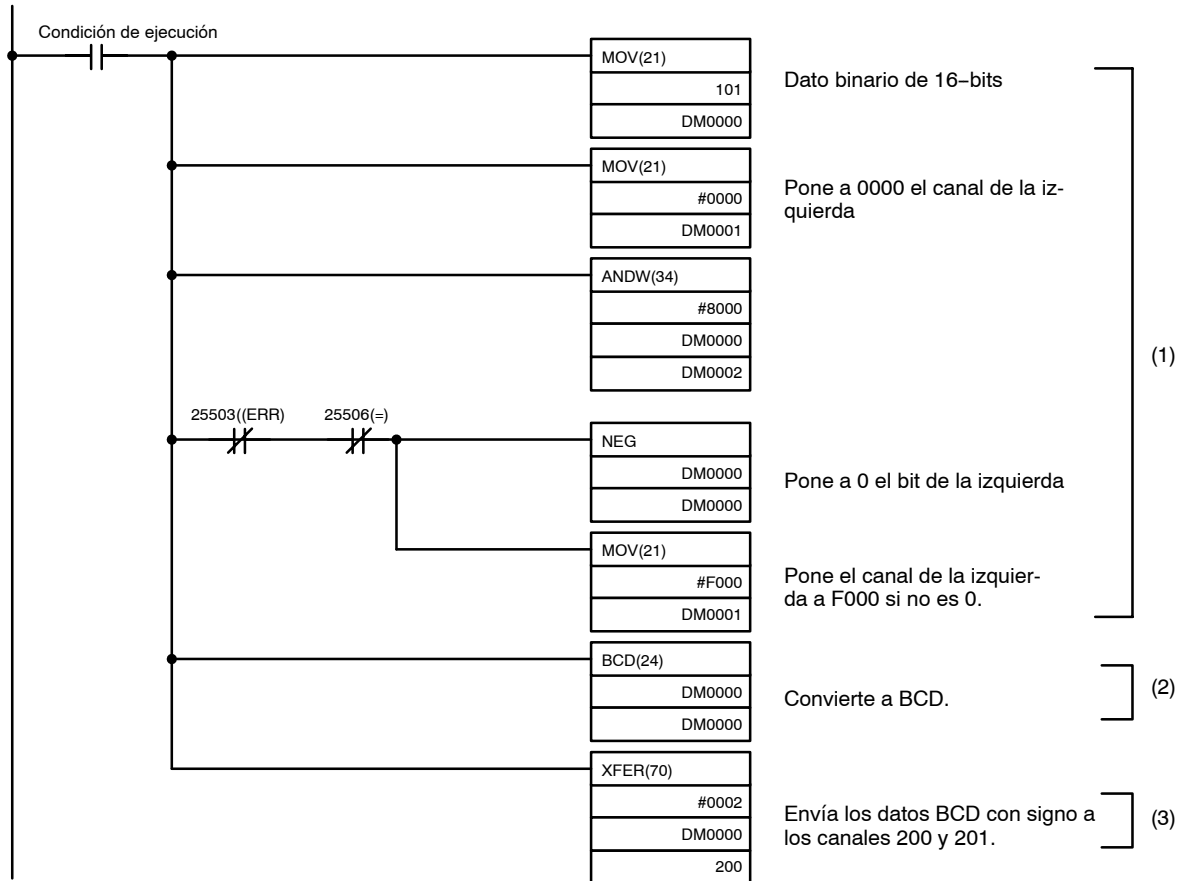 Condición de ejecución
MOV(21)
101
DM0000
Dato binario de 16–bits
MOV(21)
#0000
DM0001
Pone a 0000 el canal de la iz-
quierda
ANDW(34)
#8000
DM0000
DM0002
(1)
25503((ERR)
25506(=)
NEG
DM0000
DM0000
Pone a 0 el bit de la izquierda
MOV(21)
#F000
DM0001
Pone el canal de la izquier-
da a F000 si no es 0.
BCD(24)
DM0000
DM0000
Convierte a BCD.
(2)
XFER(70)
#0002
DM0000
200
Envía los datos BCD con signo a
los canales 200 y 201.
(3)